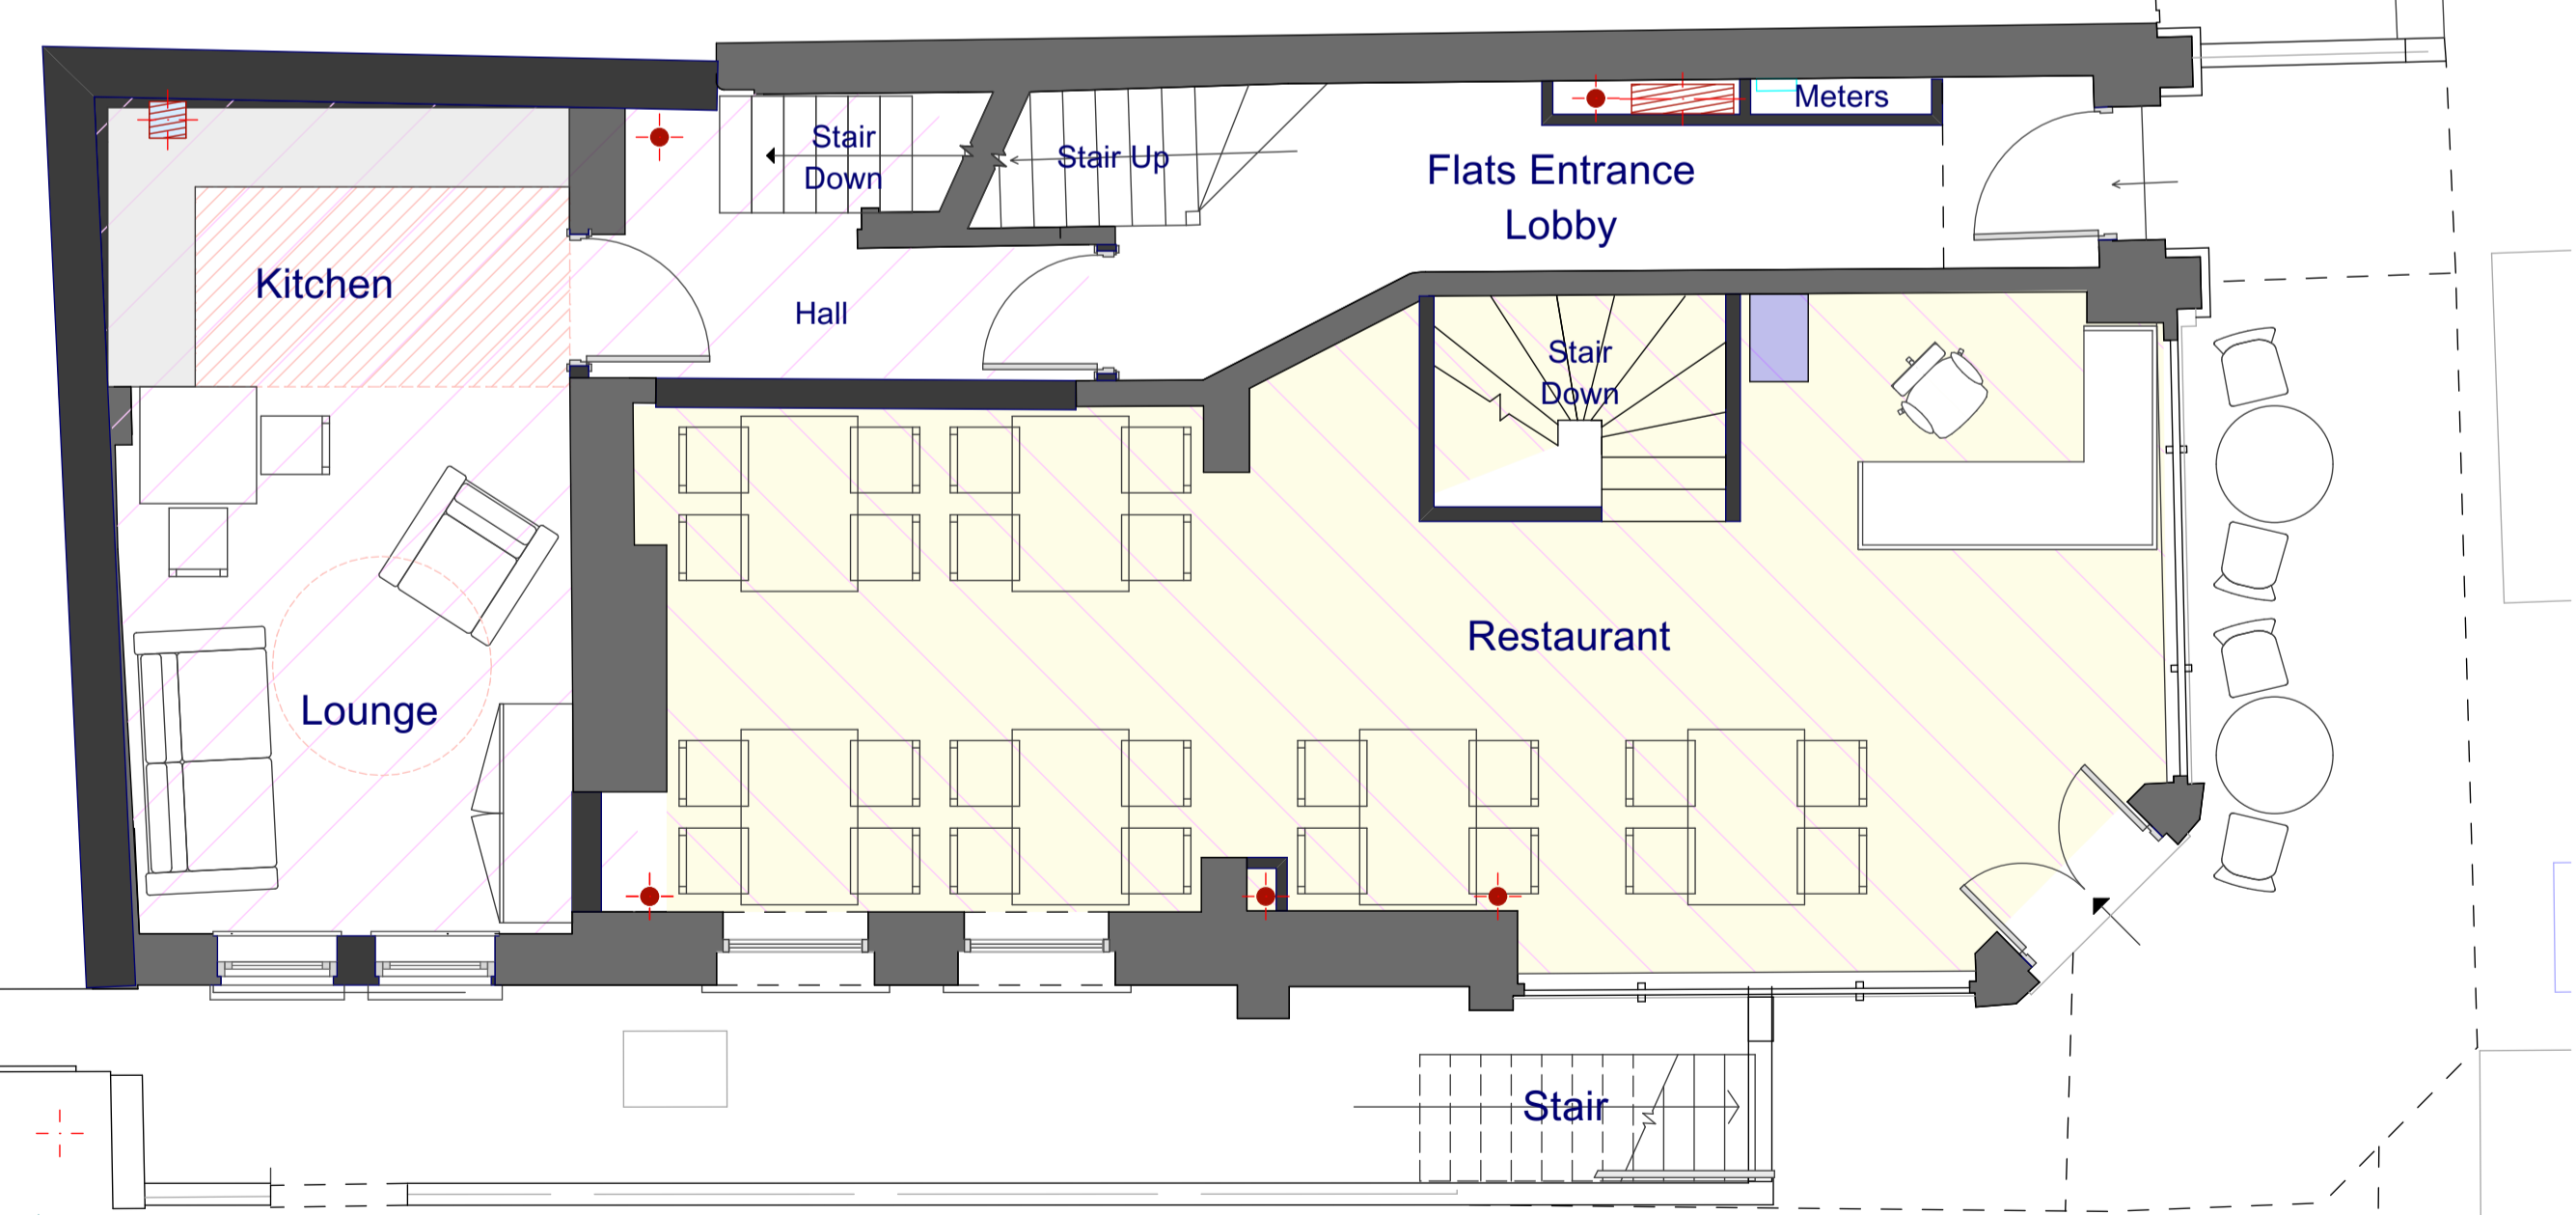 Meters
Stair
Down
Stair Up
Flats Entrance
Lobby
Kitchen
Hall
Stair
Down
Restaurant
Lounge
Stair